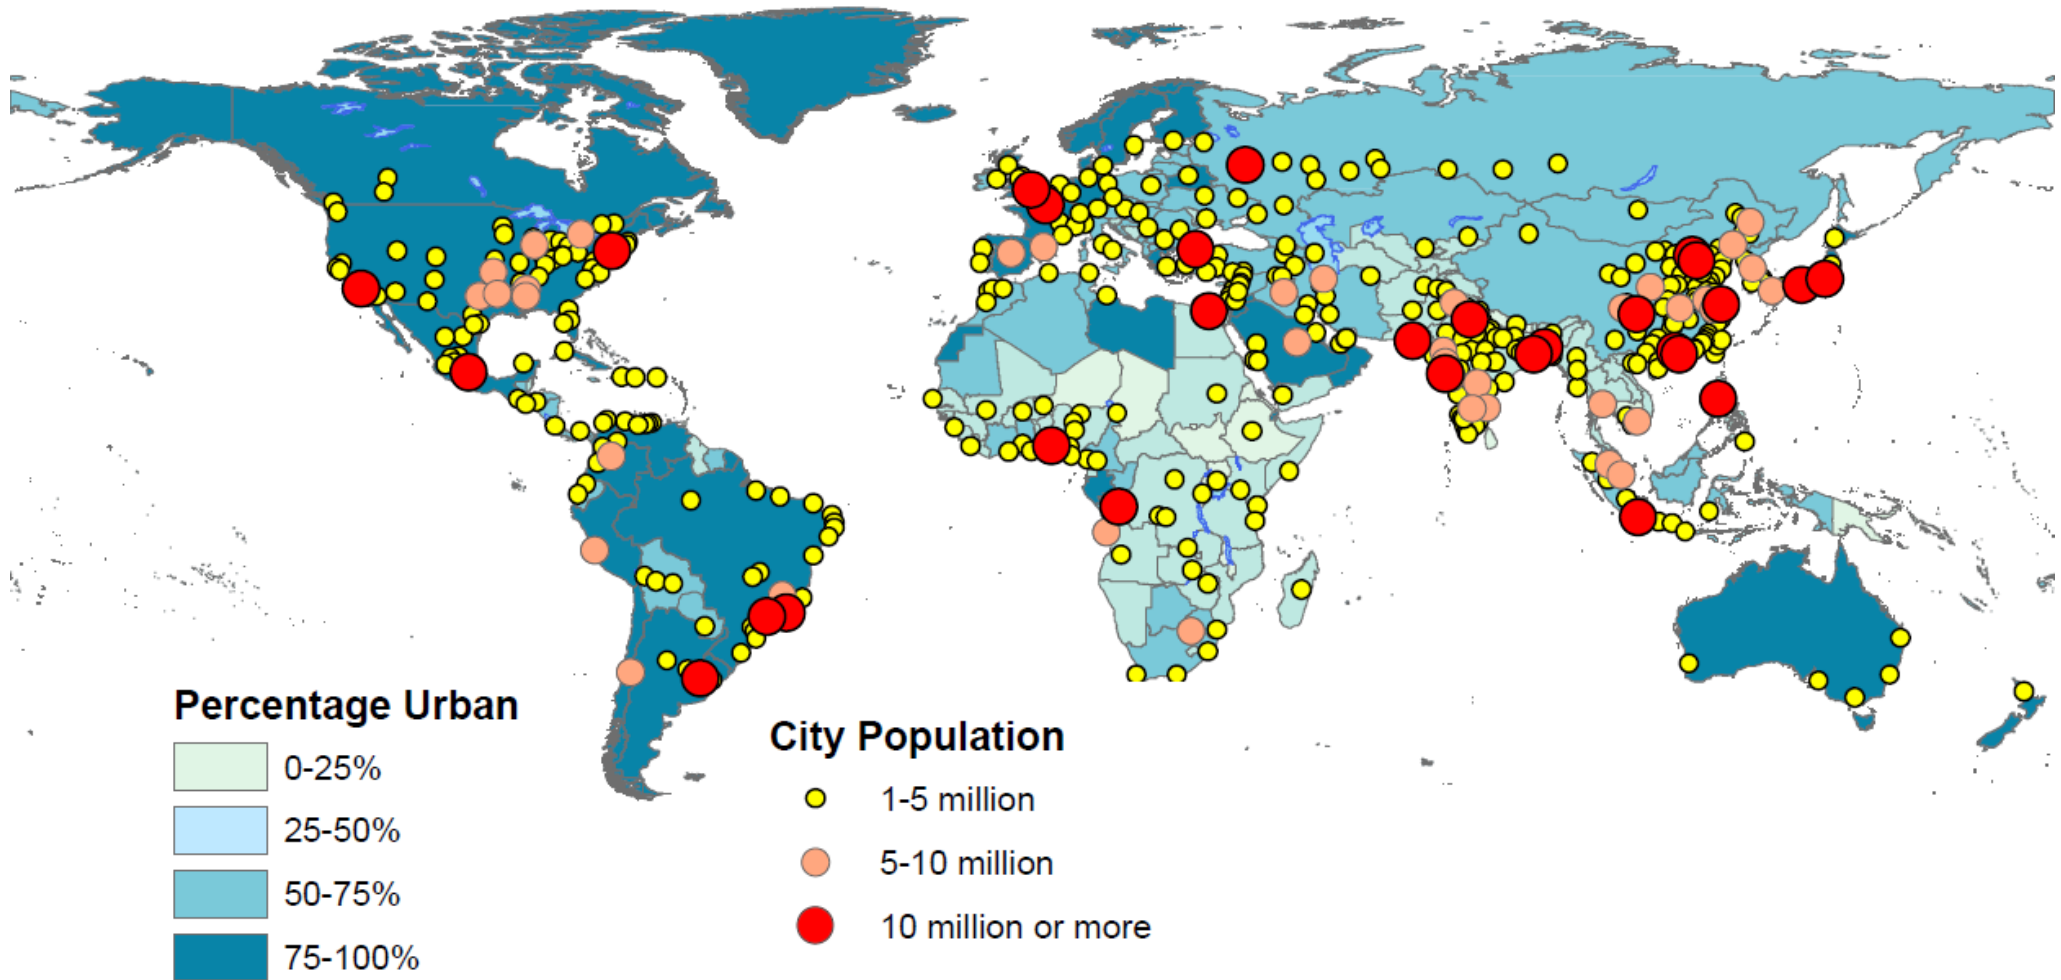 Percentage Urban
0-25%
25-50%
50-75%
75-100%
City Population
1-5 million
5-10 million
10 million or more